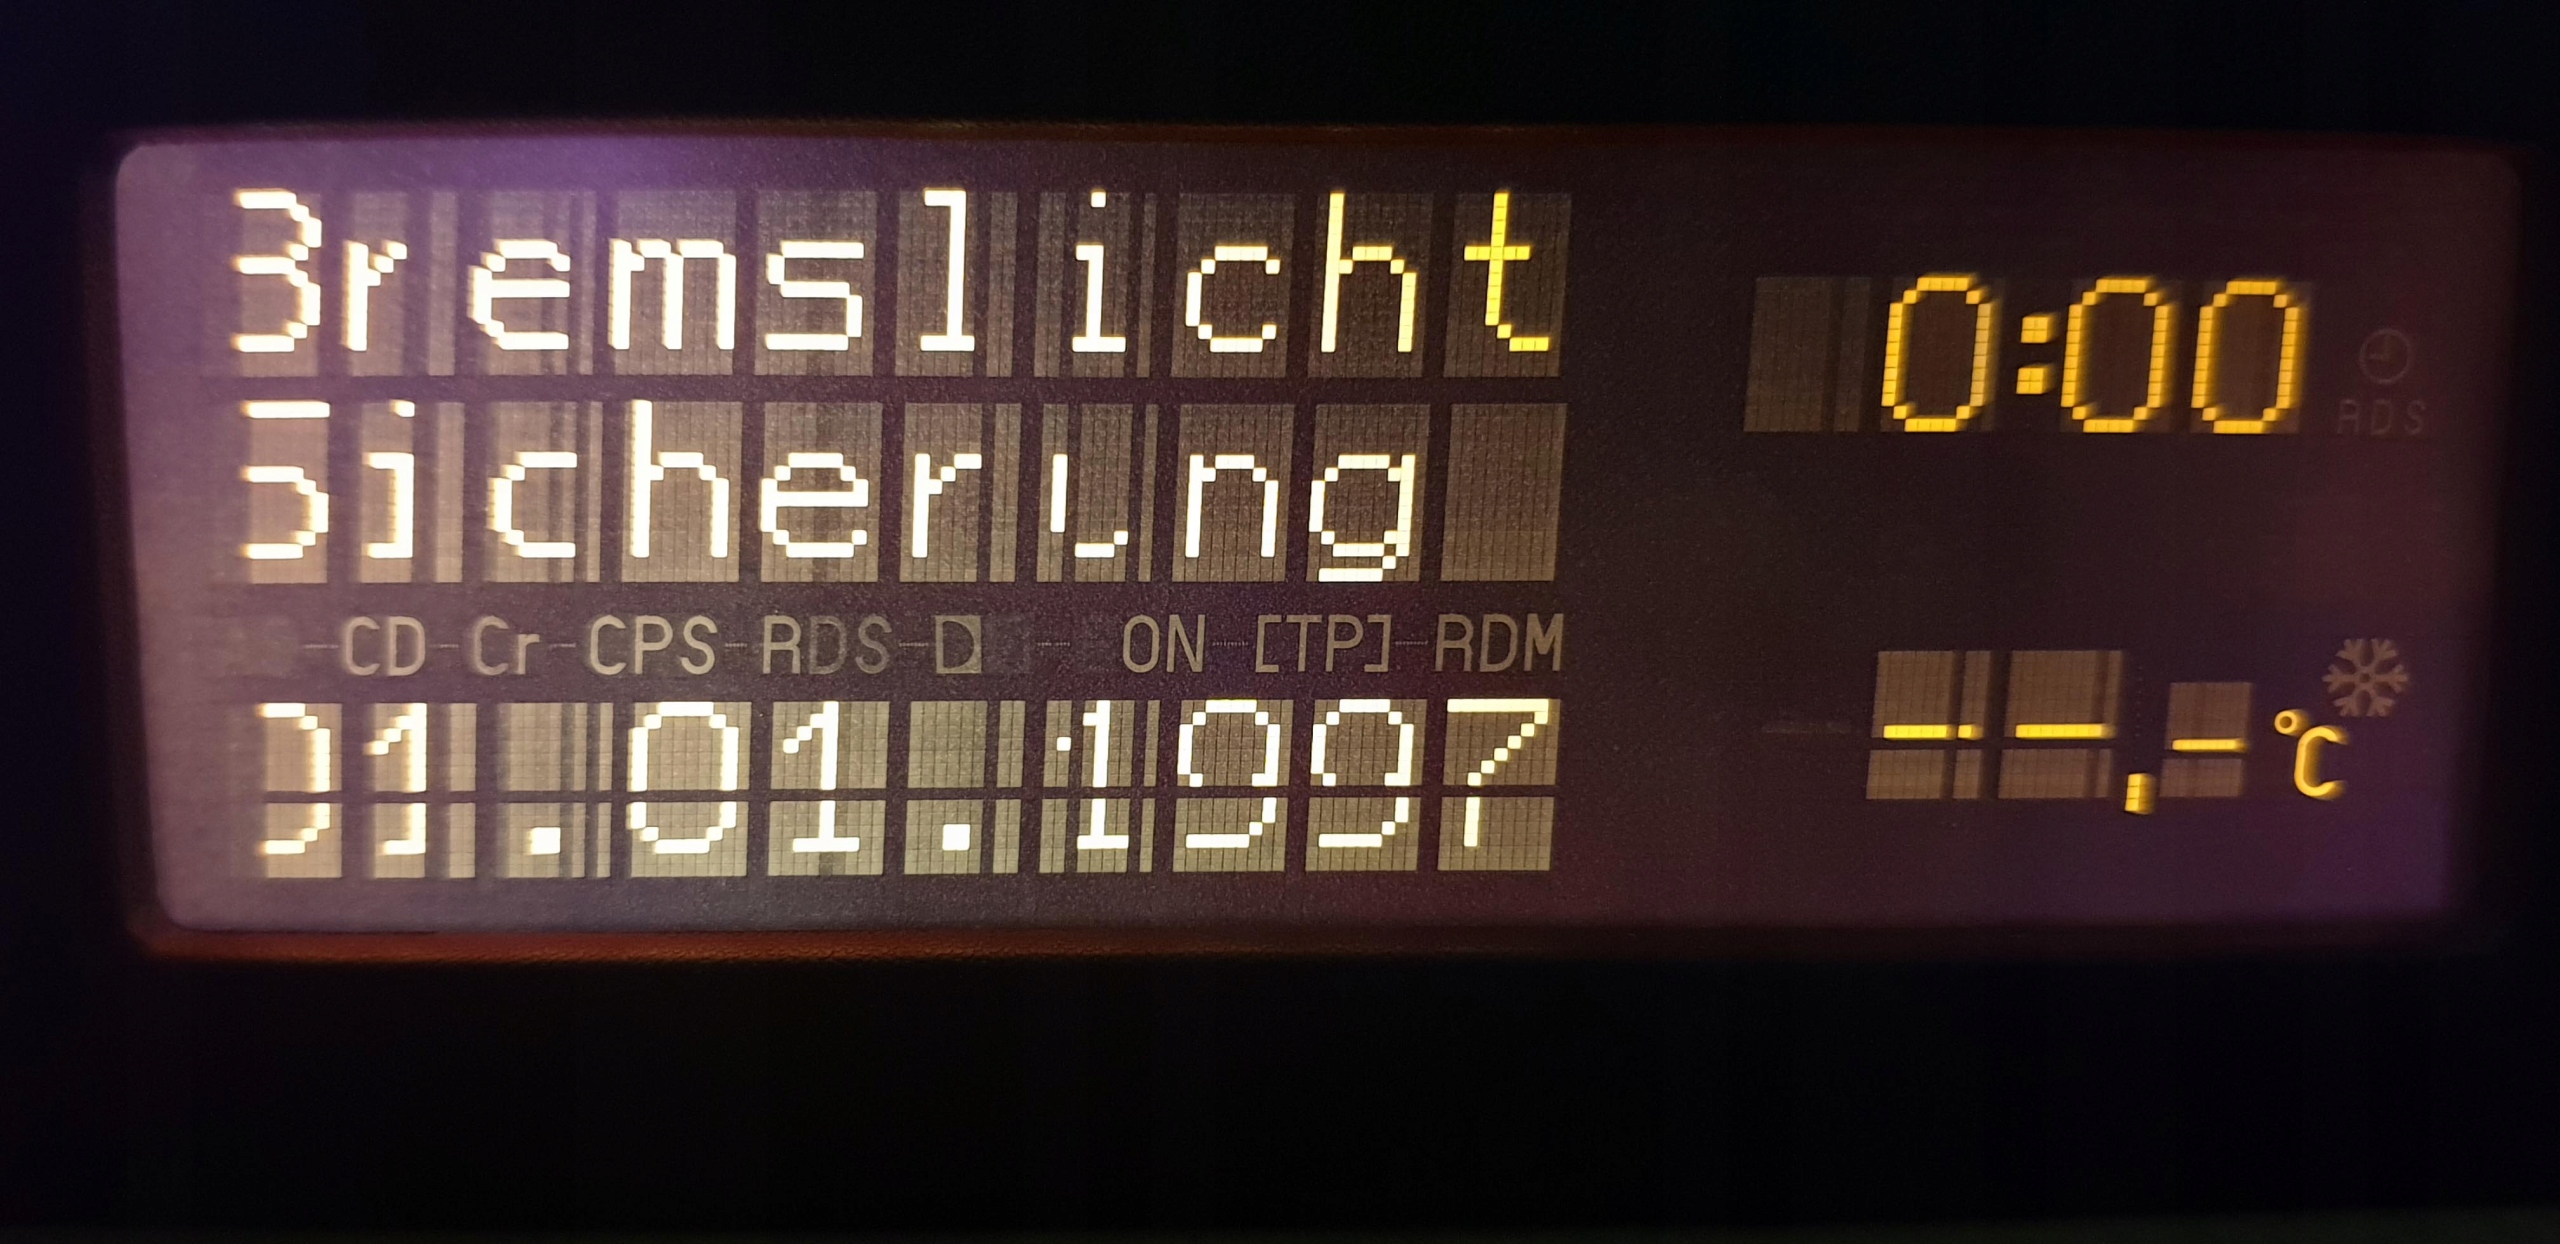 Bremslicht
0:00
RDS
Sicherung
CD Cr CPS RDS D ON [TP] RDM
01.01.1997
--,- °C